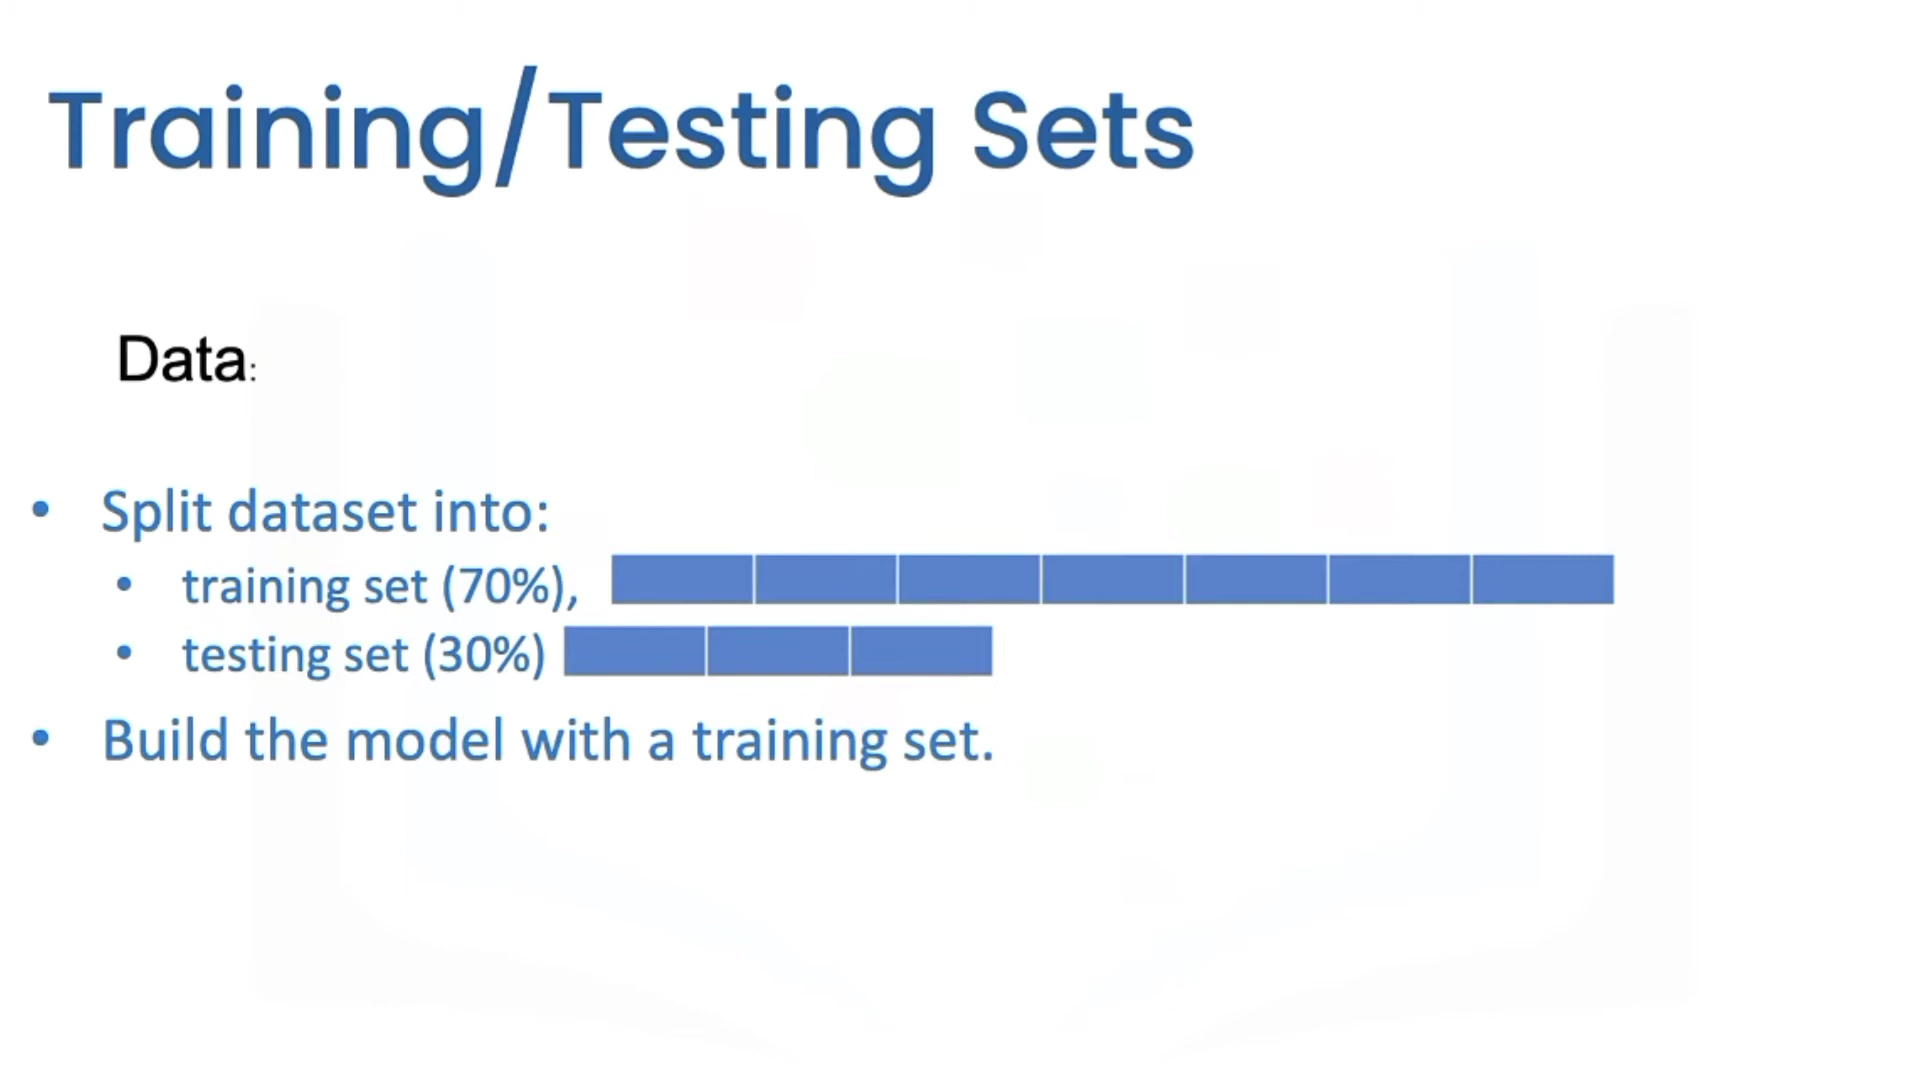 Training/Testing Sets
Data:
• Split dataset into:
• training set (70%),
• testing set (30%)
• Build the model with a training set.